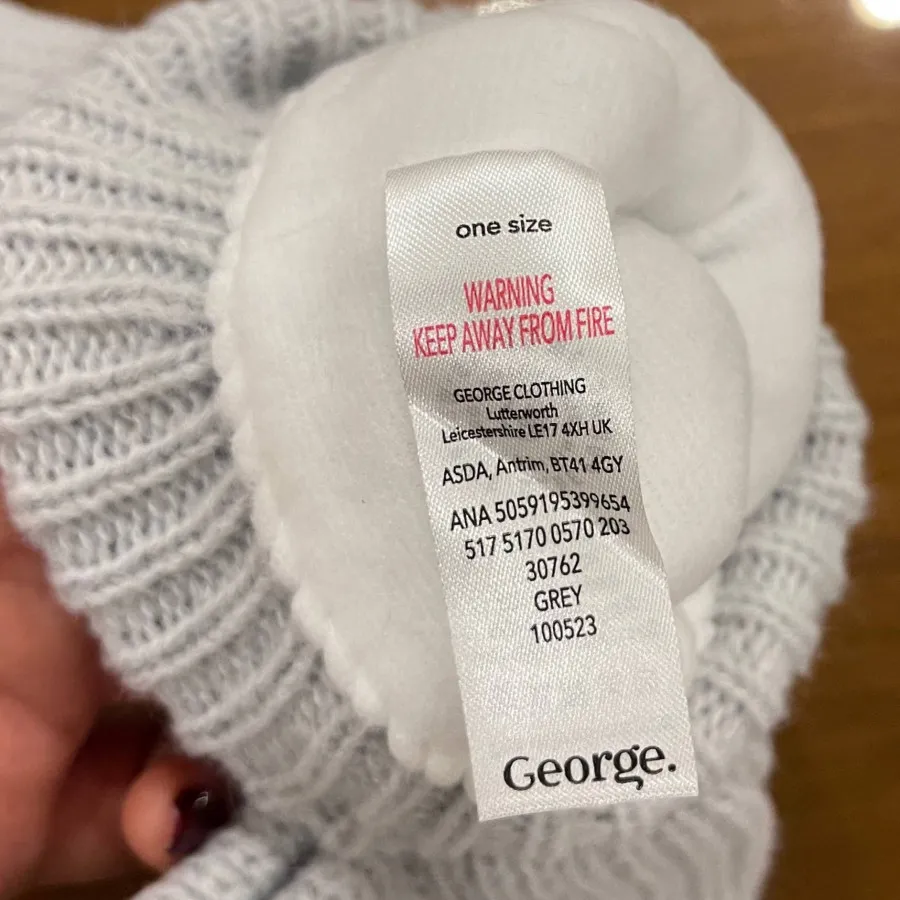 one size
WARNING
KEEP AWAY FROM FIRE
GEORGE CLOTHING
Lutterworth
Leicestershire LE17 4XH UK
ASDA, Antrim, BT41 4GY
ANA 5059195399654
517 5170 0570 203
30762
GREY
100523
George.